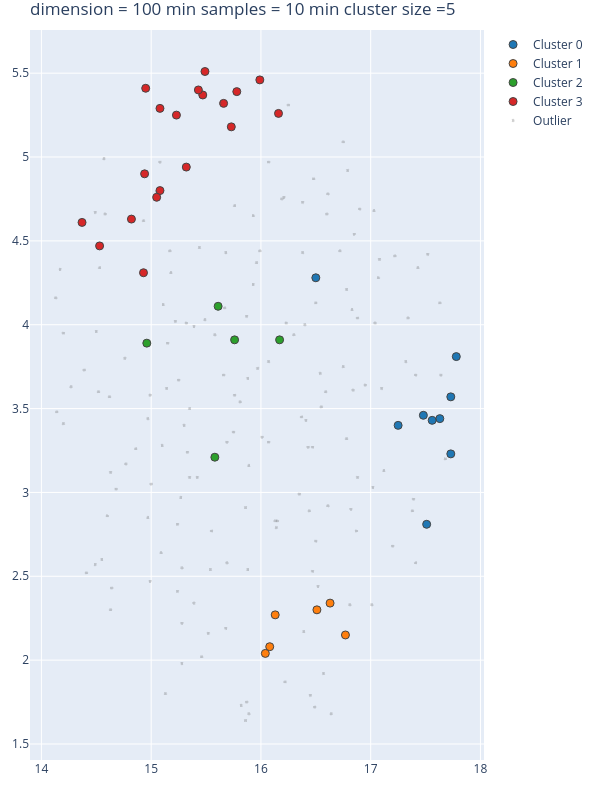 dimension = 100 min samples = 10 min cluster size =5
5.5
5
4.5
4
3.5
3
2.5
2
1.5
14
15
16
17
18
Cluster 0
Cluster 1
Cluster 2
Cluster 3
Outlier